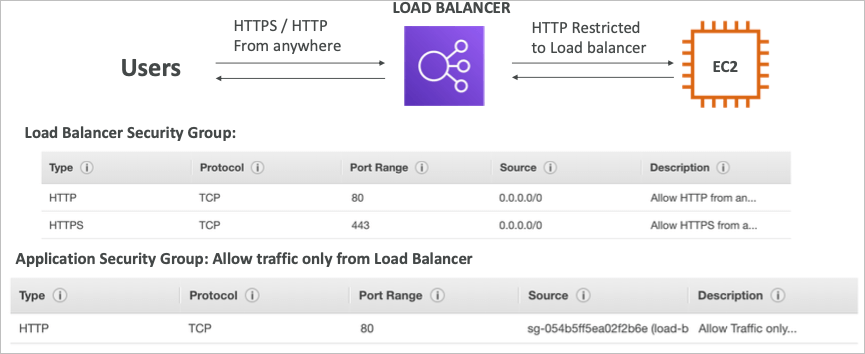 LOAD BALANCER
HTTPS / HTTP
From anywhere
HTTP Restricted
to Load balancer
Users
EC2
Load Balancer Security Group:
Type Protocol Port Range Source Description
HTTP TCP 80 0.0.0.0/0 Allow HTTP from an...
HTTPS TCP 443 0.0.0.0/0 Allow HTTPS from a...
Application Security Group: Allow traffic only from Load Balancer
Type Protocol Port Range Source Description
HTTP TCP 80 sg-054b5ff5ea02f2b6e (load-b Allow Traffic only...